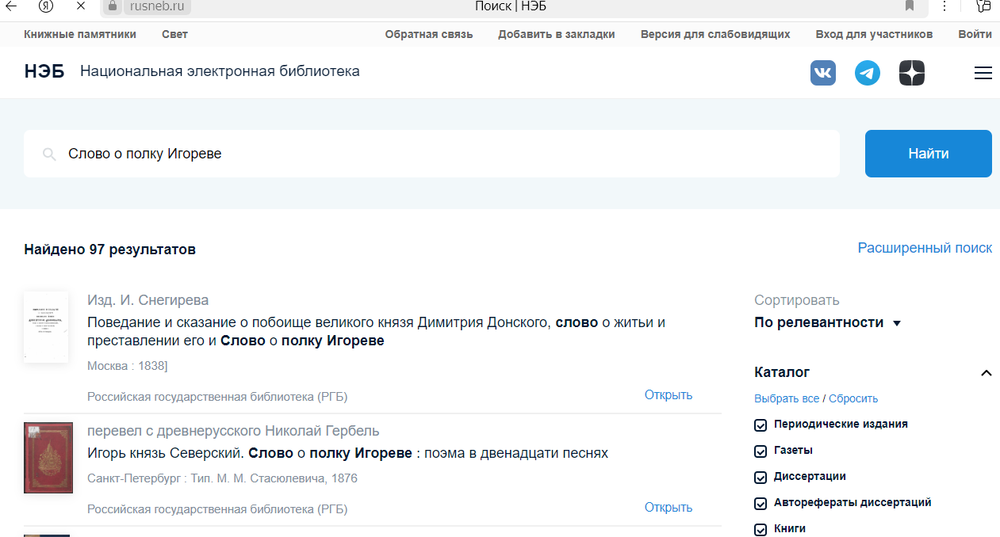 Я rusneb.ru Поиск | НЭБ
Книжные памятники Свет Обратная связь Добавить в закладки Версия для слабовидящих Вход для участников Войти
НЭБ Национальная электронная библиотека
Слово о полку Игореве Найти
Найдено 97 результатов Расширенный поиск
Изд. И. Снегирева
Поведание и сказание о побоище великого князя Димитрия Донского, слово о житьи и
преставлении его и Слово о полку Игореве
Москва : 1838]
Российская государственная библиотека (РГБ) Открыть
перевел с древнерусского Николай Гербель
Игорь князь Северский. Слово о полку Игореве : поэма в двенадцати песнях
Санкт-Петербург : Тип. М. М. Стасюлевича, 1876
Российская государственная библиотека (РГБ) Открыть
Сортировать
По релевантности
Каталог
Выбрать все / Сбросить
Периодические издания
Газеты
Диссертации
Авторефераты диссертаций
Книги